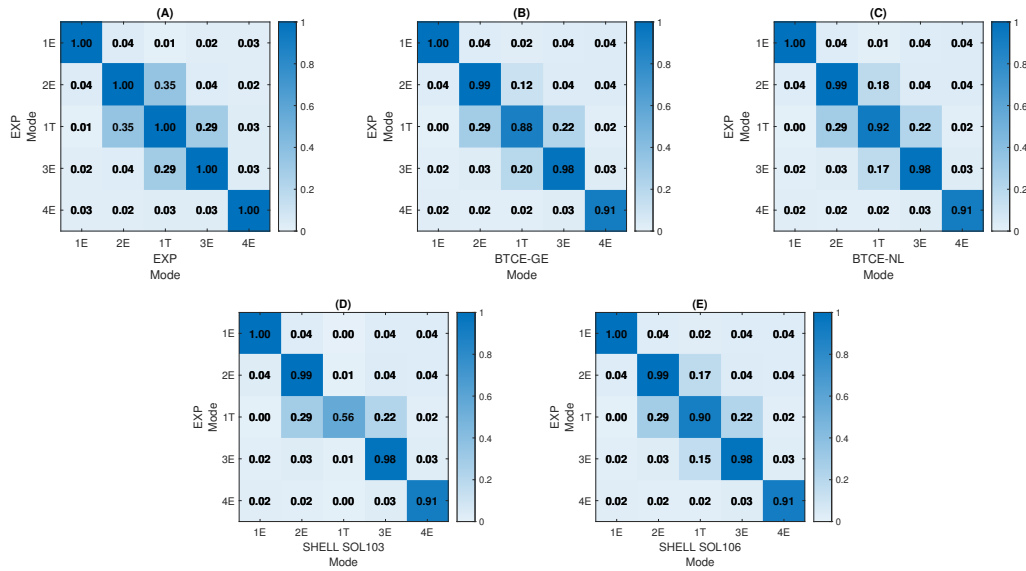 (A)
1E 1.00 0.04 0.01 0.02 0.03
2E 0.04 1.00 0.35 0.04 0.02
1T 0.01 0.35 1.00 0.29 0.03
3E 0.02 0.04 0.29 1.00 0.03
4E 0.03 0.02 0.03 0.03 1.00
1E 2E 1T 3E 4E
EXP
Mode
EXP
Mode
1
0.8
0.6
0.4
0.2
0
(B)
1E 1.00 0.04 0.02 0.04 0.04
2E 0.04 0.99 0.12 0.04 0.04
1T 0.00 0.29 0.88 0.22 0.02
3E 0.02 0.03 0.20 0.98 0.03
4E 0.02 0.02 0.02 0.03 0.91
1E 2E 1T 3E 4E
BTCE-GE
Mode
EXP
Mode
1
0.8
0.6
0.4
0.2
0
(C)
1E 1.00 0.04 0.01 0.04 0.04
2E 0.04 0.99 0.18 0.04 0.04
1T 0.00 0.29 0.92 0.22 0.02
3E 0.02 0.03 0.17 0.98 0.03
4E 0.02 0.02 0.02 0.03 0.91
1E 2E 1T 3E 4E
BTCE-NL
Mode
EXP
Mode
1
0.8
0.6
0.4
0.2
0
(D)
1E 1.00 0.04 0.00 0.04 0.04
2E 0.04 0.99 0.01 0.04 0.04
1T 0.00 0.29 0.56 0.22 0.02
3E 0.02 0.03 0.01 0.98 0.03
4E 0.02 0.02 0.00 0.03 0.91
1E 2E 1T 3E 4E
SHELL SOL103
Mode
EXP
Mode
1
0.8
0.6
0.4
0.2
0
(E)
1E 1.00 0.04 0.02 0.04 0.04
2E 0.04 0.99 0.17 0.04 0.04
1T 0.00 0.29 0.90 0.22 0.02
3E 0.02 0.03 0.15 0.98 0.03
4E 0.02 0.02 0.02 0.03 0.91
1E 2E 1T 3E 4E
SHELL SOL106
Mode
EXP
Mode
1
0.8
0.6
0.4
0.2
0